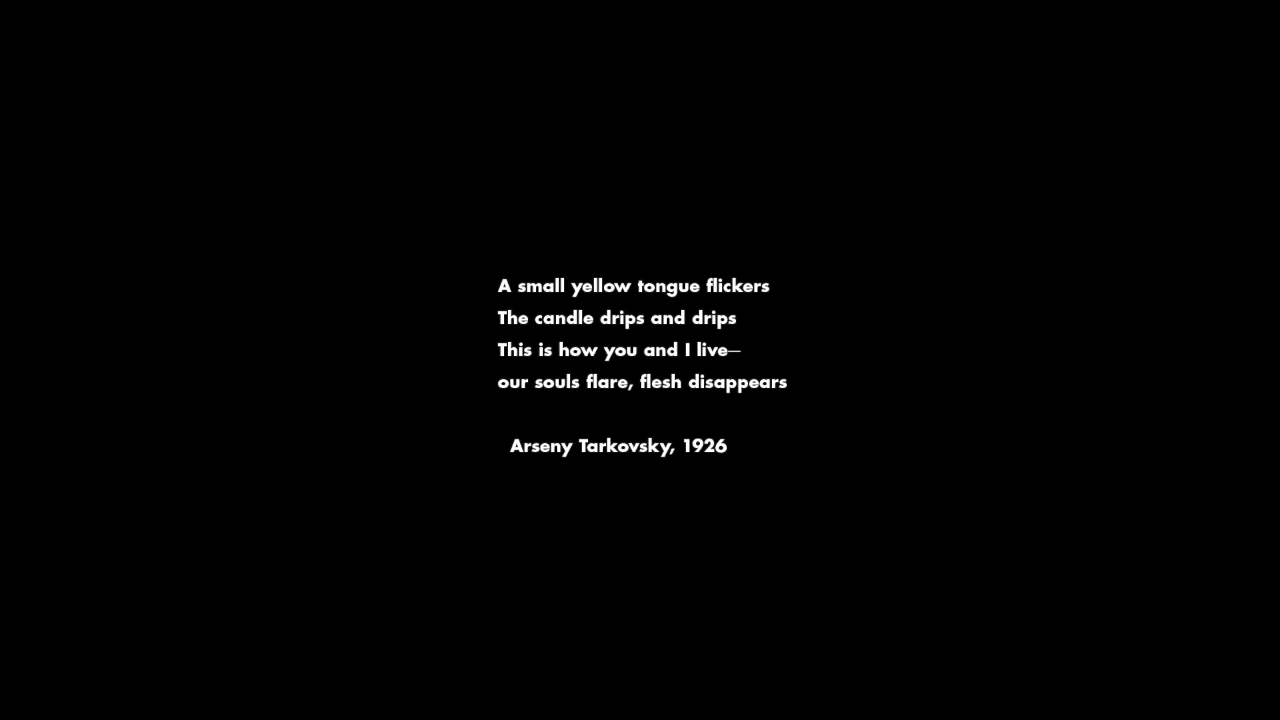 A small yellow tongue flickers
The candle drips and drips
This is how you and I live—
our souls flare, flesh disappears
Arseny Tarkovsky, 1926